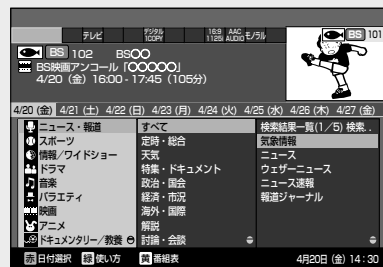 テレビ デジタル 1COPY 16:9 1125i AAC AUDIO モノラル BS 101
BS 102 BS〇〇
BS映画アンコール「〇〇〇〇〇」
4/20 (金) 16:00 - 17:45 (105分)
4/20 (金) 4/21 (土) 4/22 (日) 4/23 (月) 4/24 (火) 4/25 (水) 4/26 (木) 4/27 (金)
ニュース・報道 すべて 検索結果一覧(1/5) 検索..
スポーツ 定時・総合 気象情報
情報/ワイドショー 天気 ニュース
ドラマ 特集・ドキュメント ウェザーニュース
音楽 政治・国会 ニュース速報
バラエティ 経済・市況 報道ジャーナル
映画 海外・国際
アニメ 解説
ドキュメンタリー/教養 討論・会談
赤 日付選択 緑 使い方 黄 番組表 4月20日 (金) 14:30